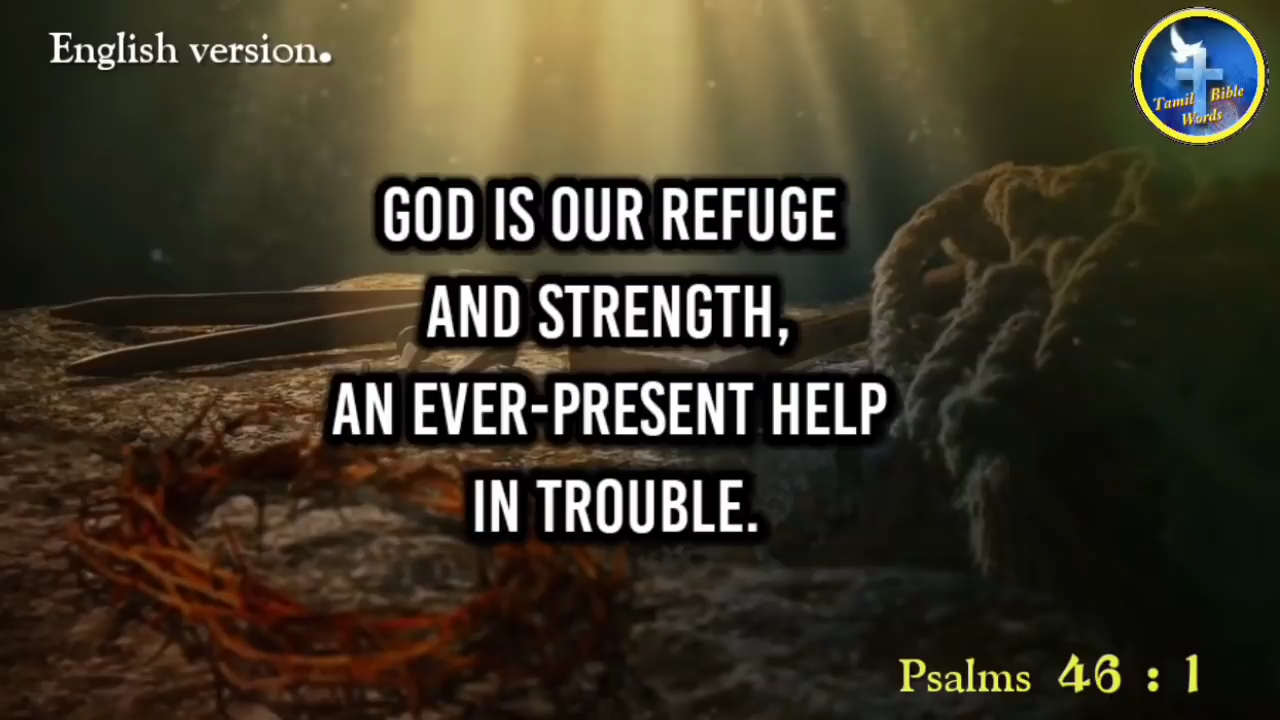 English version.
Tamil Bible
Words
GOD IS OUR REFUGE
AND STRENGTH,
AN EVER-PRESENT HELP
IN TROUBLE.
Psalms 46 : 1